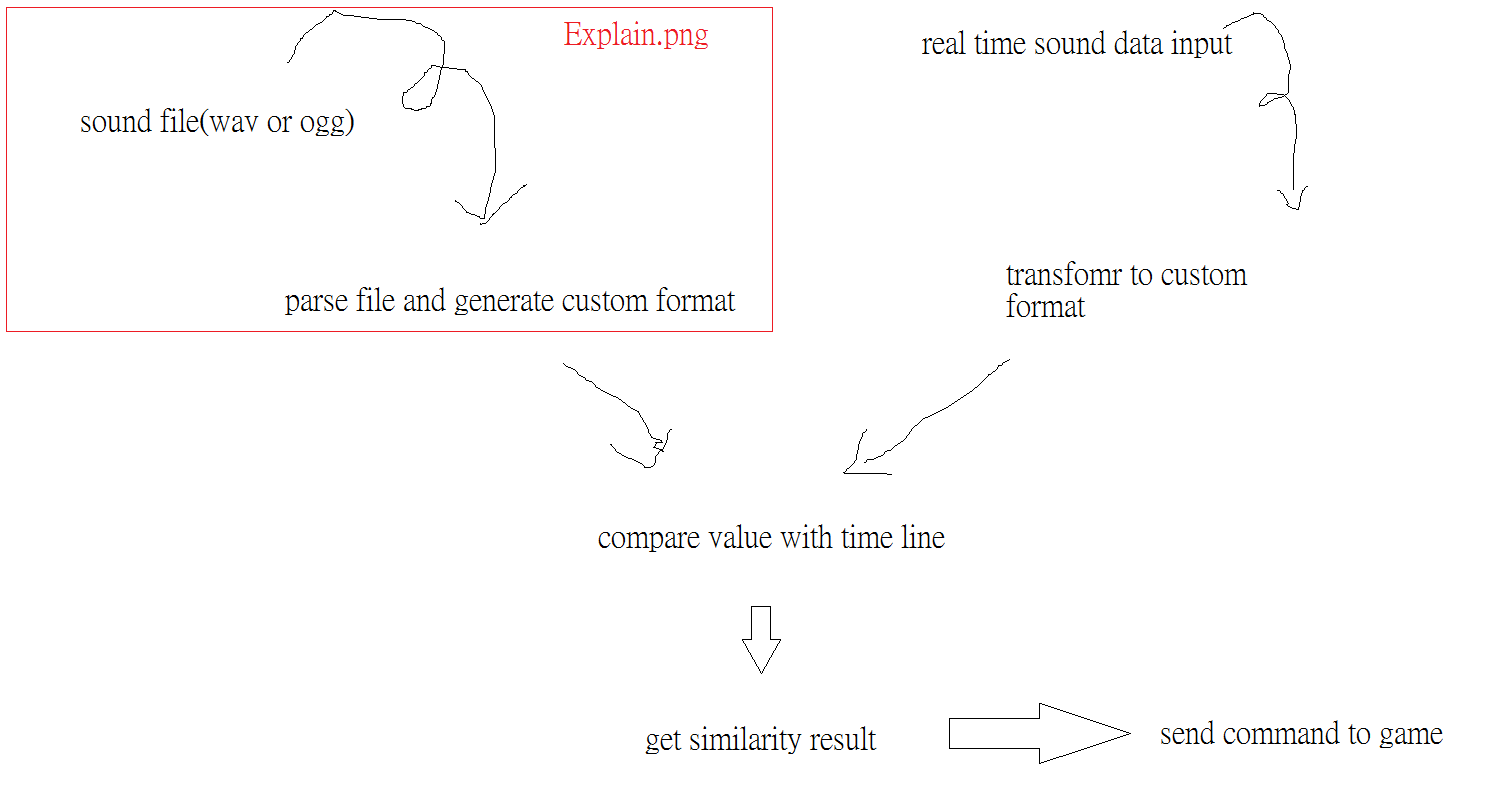 Explain.png
real time sound data input
sound file(wav or ogg)
transfomr to custom
format
parse file and generate custom format
compare value with time line
get similarity result
send command to game